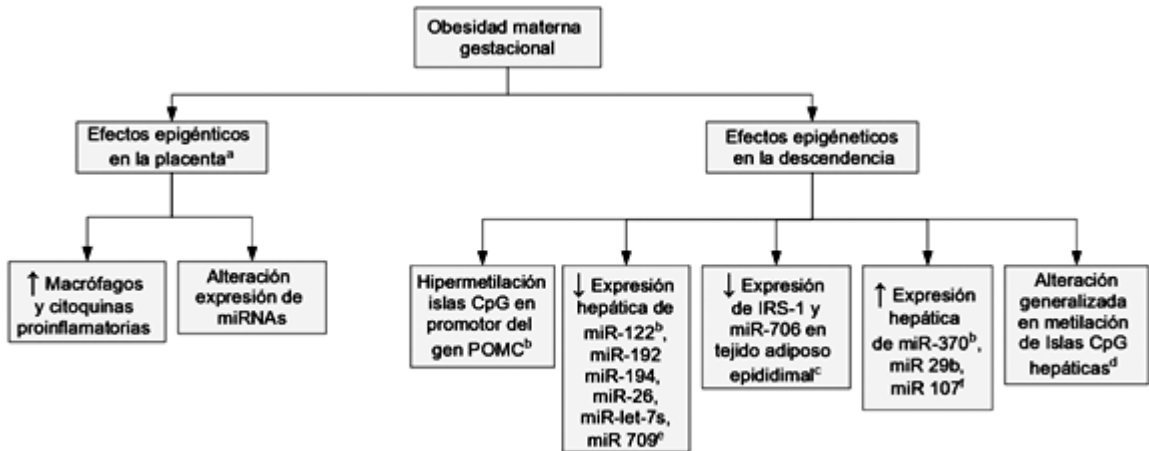 Obesidad materna
gestacional
Efectos epigénticos
en la placentaᵃ
Efectos epigéneticos
en la descendencia
↑ Macrófagos
y citoquinas
proinflamatorias
Alteración
expresión de
miRNAs
Hipermetilación
islas CpG en
promotor del
gen POMCᵇ
↓ Expresión
hepática de
miR-122ᵇ,
miR-192
miR-194,
miR-26,
miR-let-7s,
miR 709ᵉ
↓ Expresión
de IRS-1 y
miR-706 en
tejido adiposo
epididimalᶜ
↑ Expresión
hepática
de miR-370ᵇ,
miR 29b,
miR 107ᶠ
Alteración
generalizada
en metilación
de Islas CpG
hepáticasᵈ